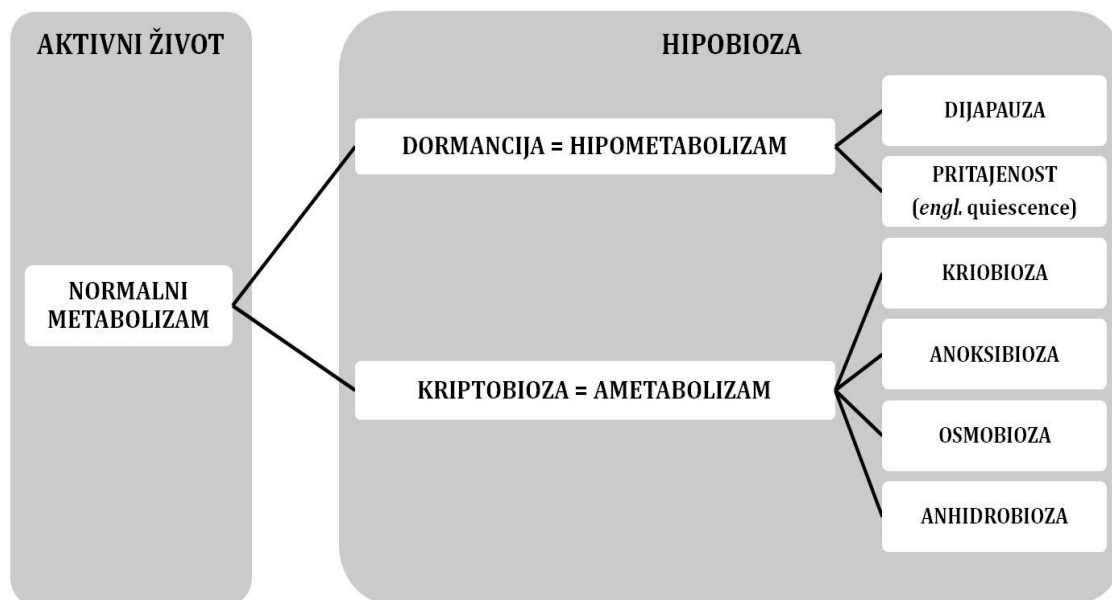 AKTIVNI ŽIVOT
HIPOBIOZA
NORMALNI
METABOLIZAM
DORMANCIJA = HIPOMETABOLIZAM
KRIPTOBIOZA = AMETABOLIZAM
DIJAPAUZA
PRITAJENOST
(engl. quiescence)
KRIOBIOZA
ANOKSIBIOZA
OSMOBIOZA
ANHIDROBIOZA